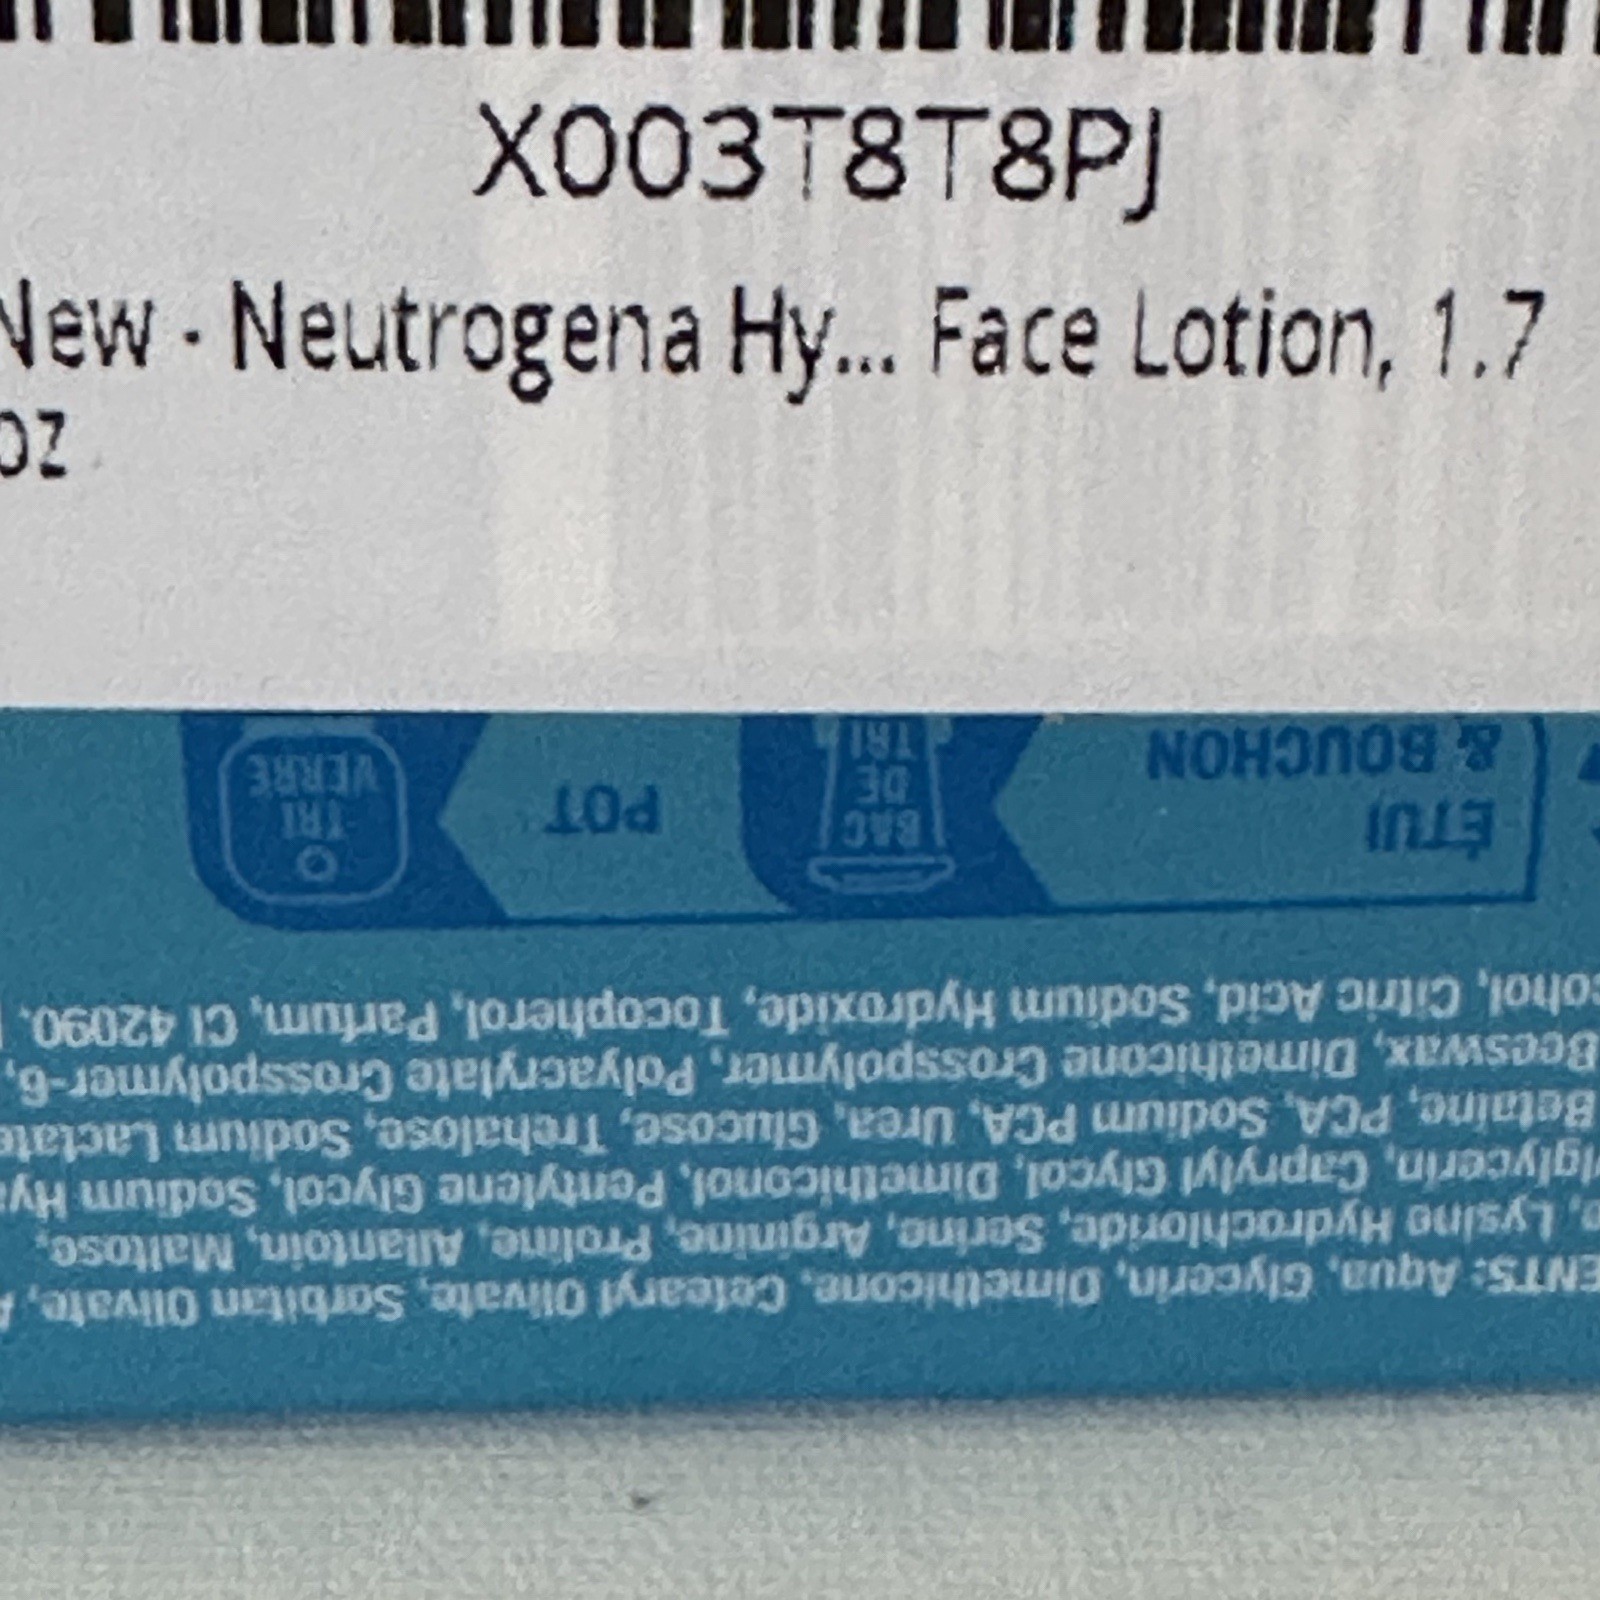 X003T8T8PJ
New - Neutrogena Hy... Face Lotion, 1.7
oz
ENTS: Aqua, Glycerin, Dimethicone, Cetearyl Olivate, Sorbitan Olivate,
Lysine Hydrochloride, Serine, Arginine, Proline, Allantoin, Maltose,
ylglycerin, Caprylyl Glycol, Dimethiconol, Pentylene Glycol, Sodium Hya
Betaine, PCA, Sodium PCA, Urea, Glucose, Trehalose, Sodium Lactate
Beeswax, Dimethicone Crosspolymer, Polyacrylate Crosspolymer-6,
cohol, Citric Acid, Sodium Hydroxide, Tocopherol, Parfum, CI 42090.
ÉTUI
& BOUCHON
BAC
DE
TRI
POT
TRI
VERRE